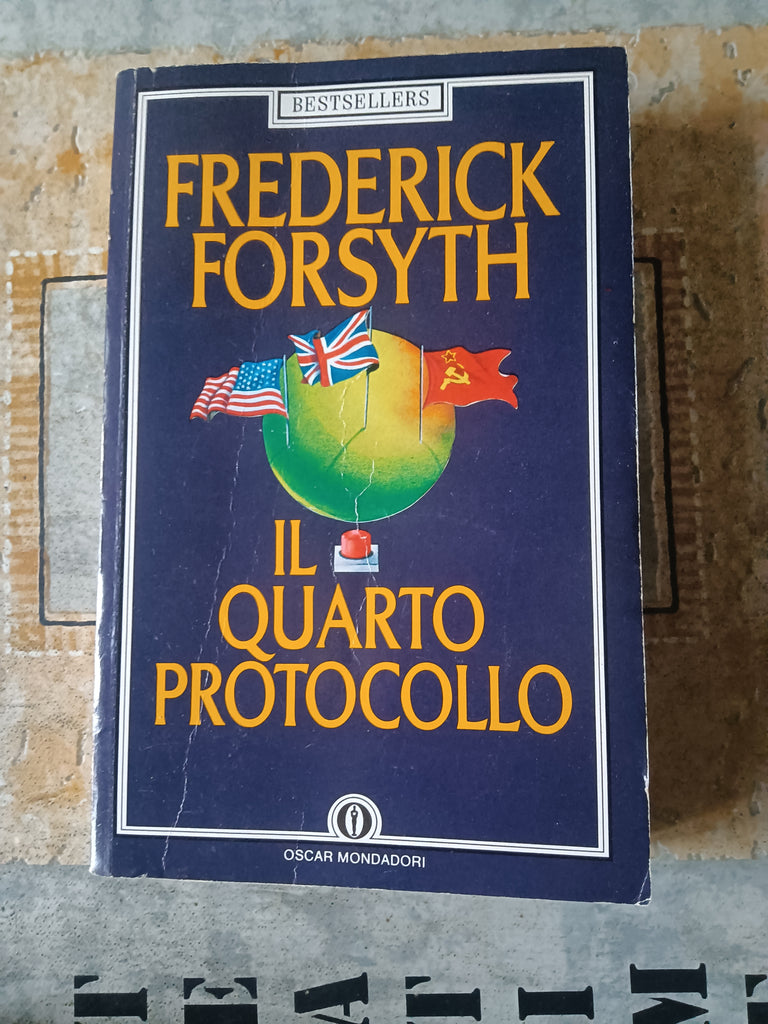 BESTSELLERS
FREDERICK
FORSYTH
IL
QUARTO
PROTOCOLLO
OSCAR MONDADORI